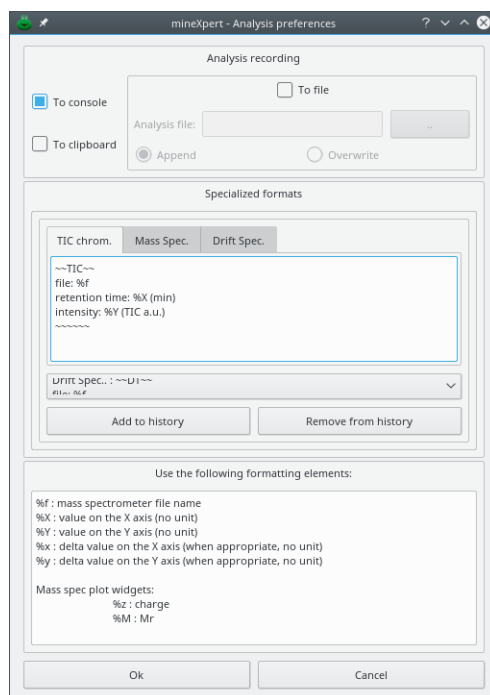 mineXpert - Analysis preferences
Analysis recording
To console
To file
Analysis file:
..
To clipboard
Append
Overwrite
Specialized formats
TIC chrom.
Mass Spec.
Drift Spec.
~~TIC~~
file: %f
retention time: %X (min)
intensity: %Y (TIC a.u.)
~~~~~~
Drift Spec.. : ~~DT~~
file: %f
Add to history
Remove from history
Use the following formatting elements:
%f : mass spectrometer file name
%X : value on the X axis (no unit)
%Y : value on the Y axis (no unit)
%x : delta value on the X axis (when appropriate, no unit)
%y : delta value on the Y axis (when appropriate, no unit)
Mass spec plot widgets:
%z : charge
%M : Mr
Ok
Cancel